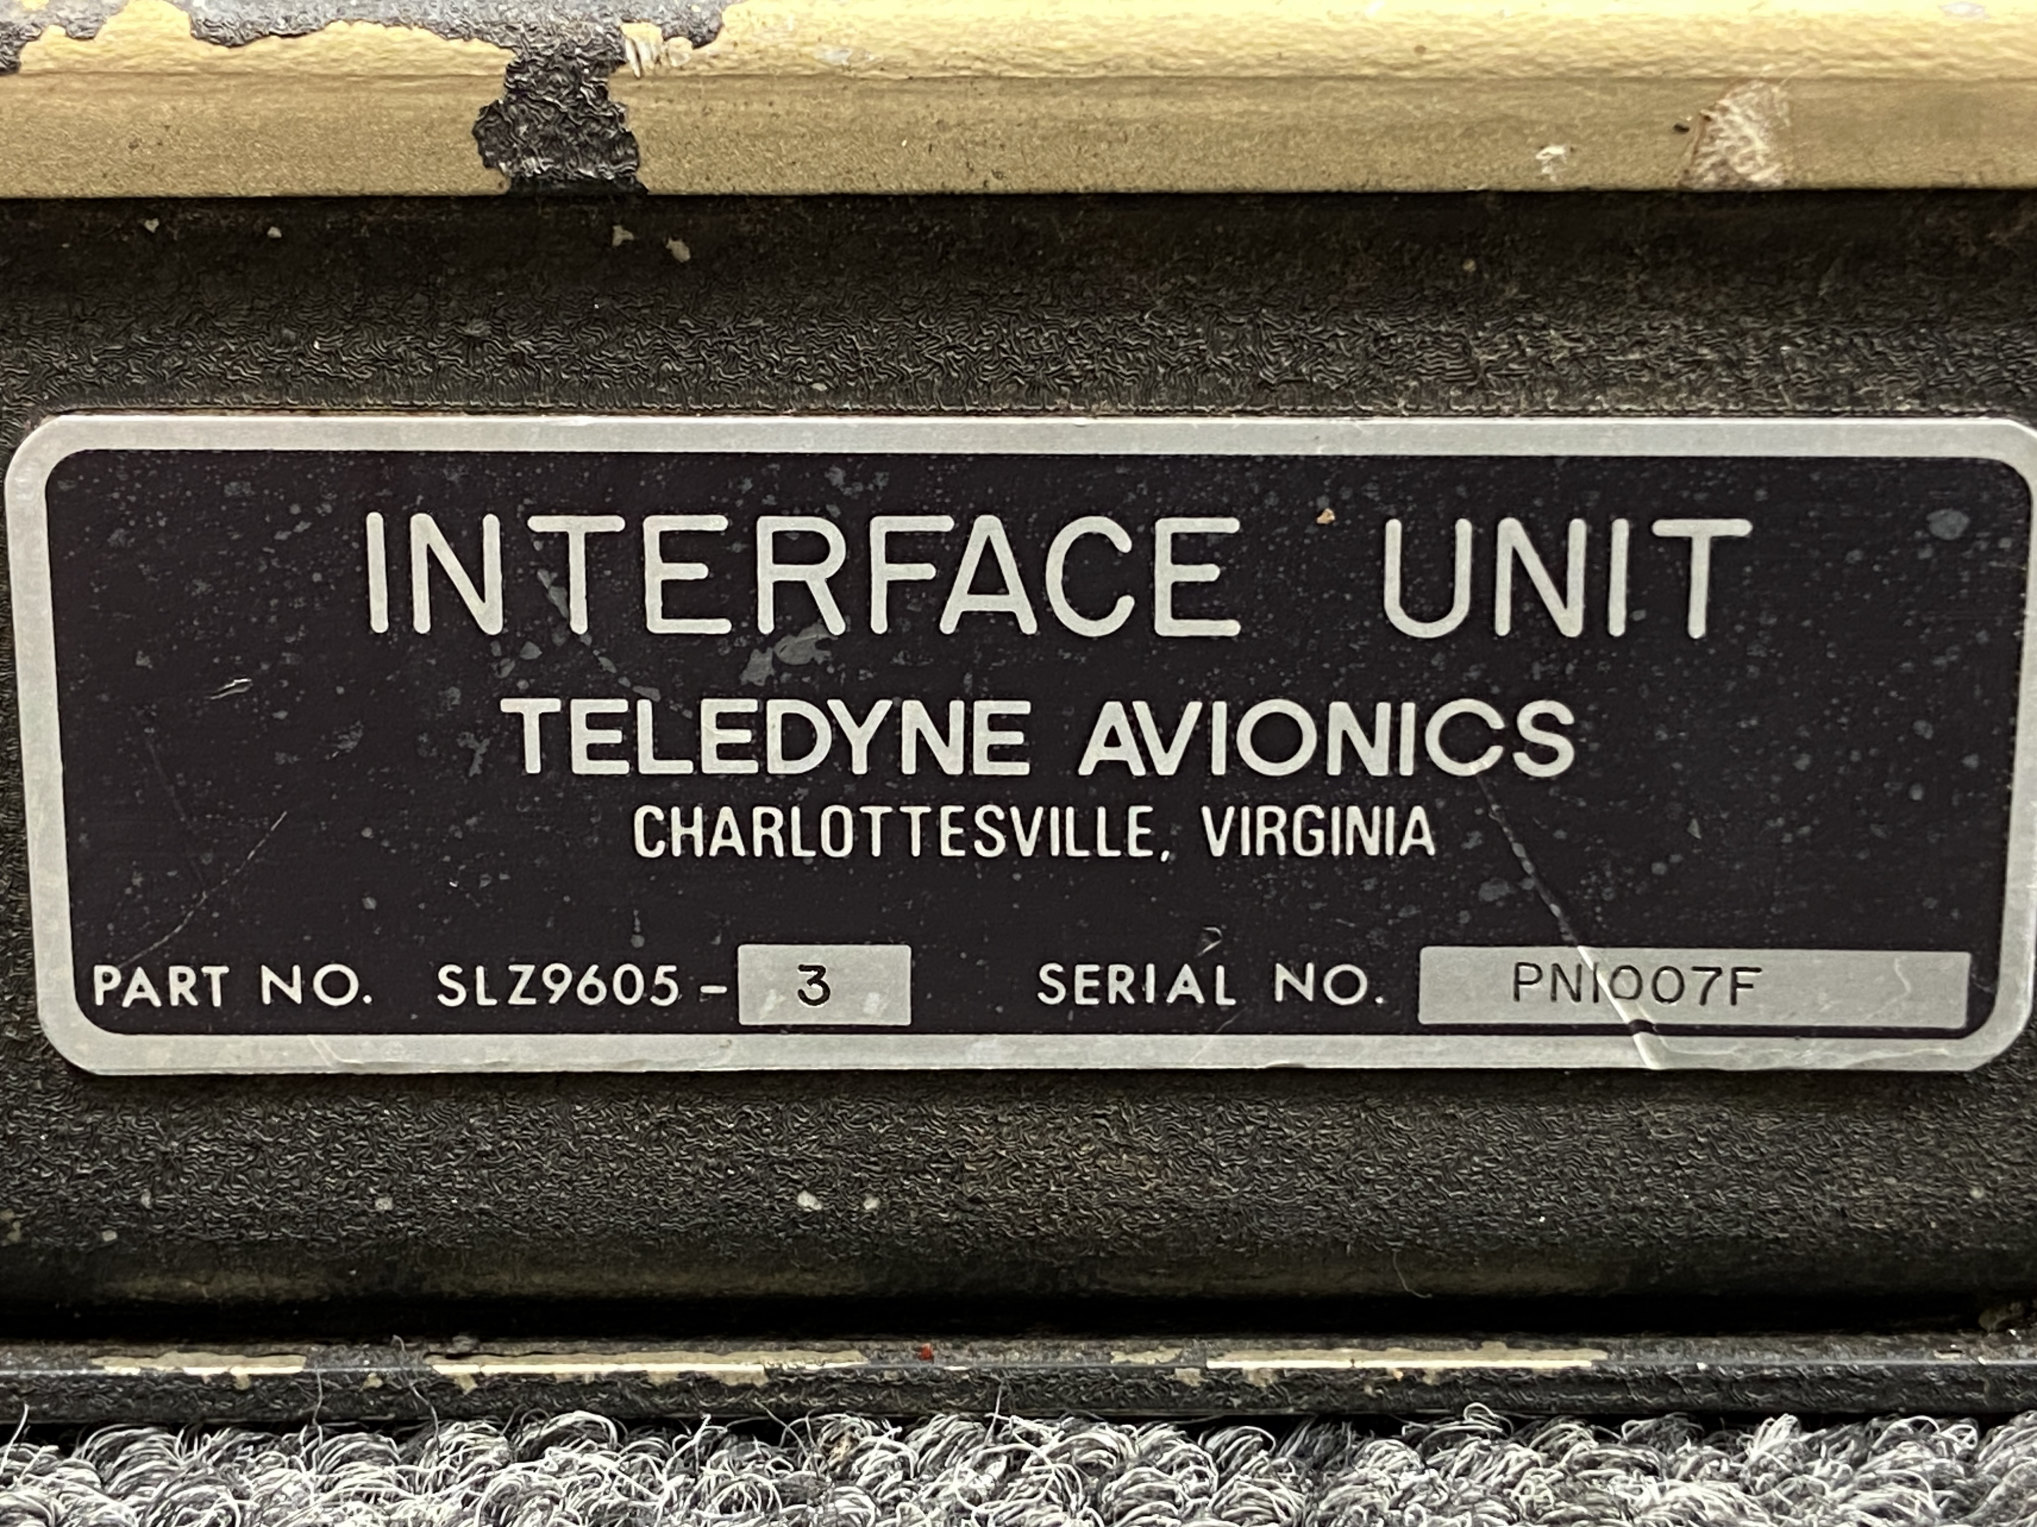 INTERFACE UNIT
TELEDYNE AVIONICS
CHARLOTTESVILLE, VIRGINIA
PART NO. SLZ9605-3 SERIAL NO. PN1007F